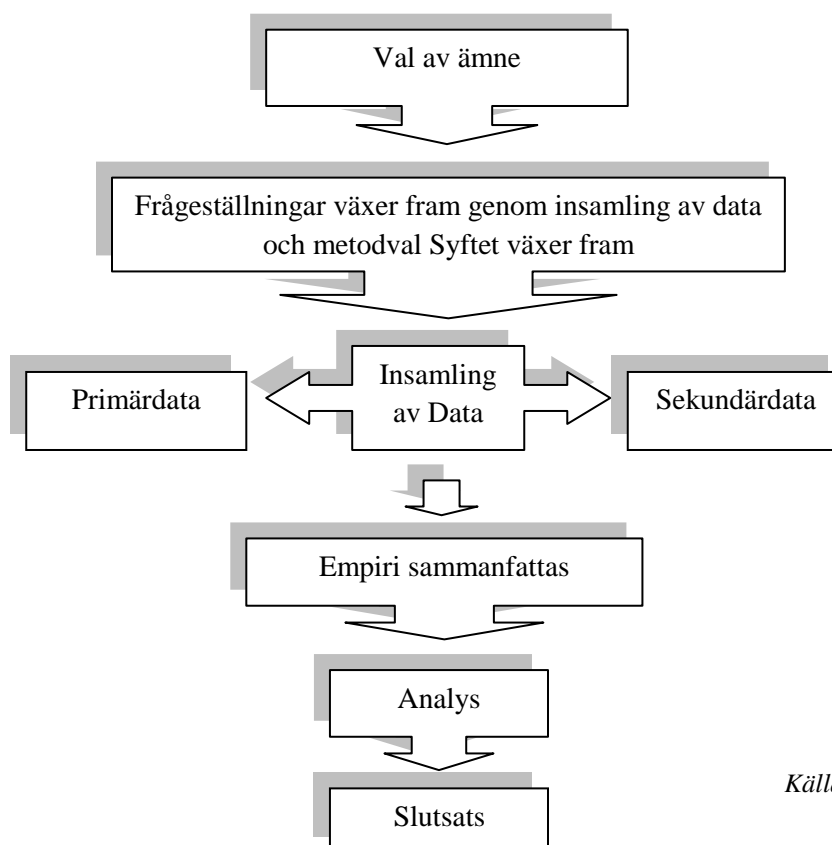 Val av ämne
Frågeställningar växer fram genom insamling av data
och metodval Syftet växer fram
Primärdata
Insamling
av Data
Sekundärdata
Empiri sammanfattas
Analys
Slutsats